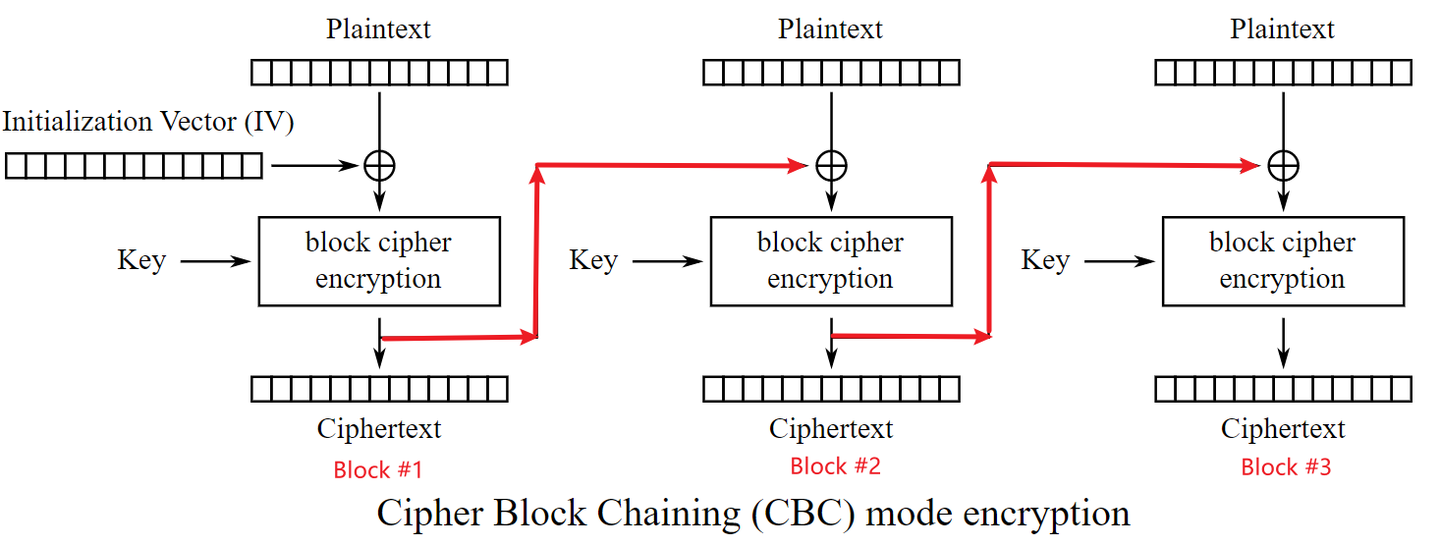 Plaintext
Plaintext
Plaintext
Initialization Vector (IV)
Key
block cipher
encryption
Key
block cipher
encryption
Key
block cipher
encryption
Ciphertext
Ciphertext
Ciphertext
Block #1
Block #2
Block #3
Cipher Block Chaining (CBC) mode encryption